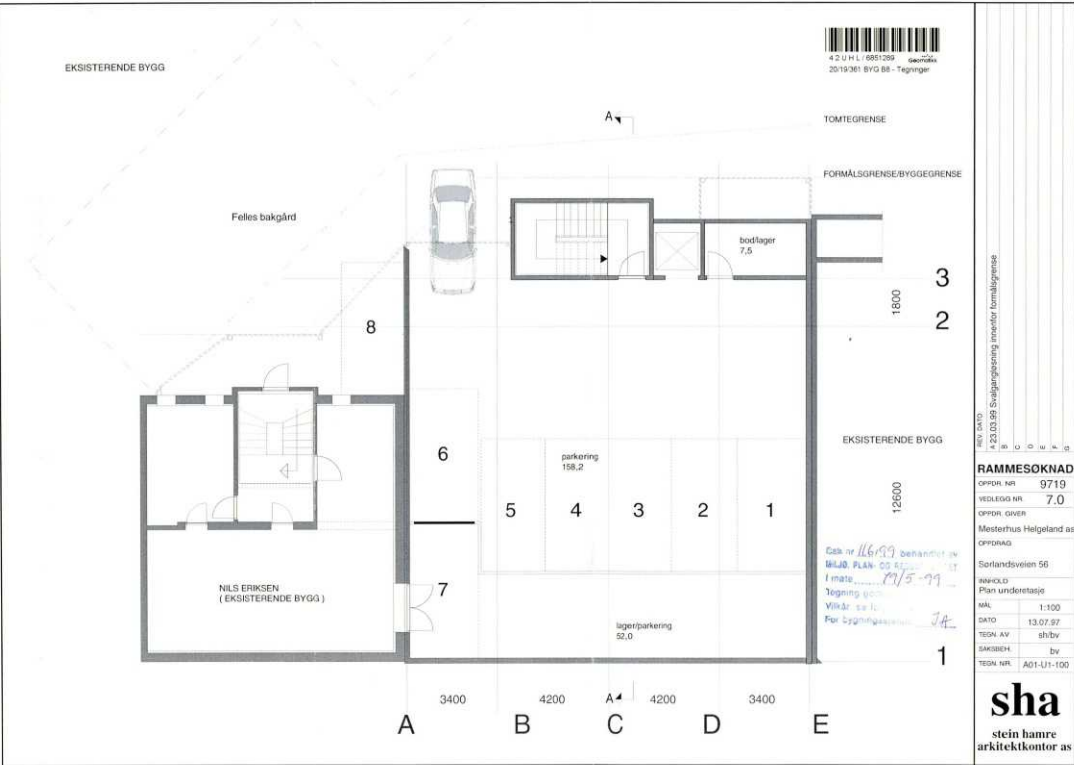 EKSISTERENDE BYGG
4.2 U H L / 6851289
Geomatikk
20/19/361 BYG B8 - Tegninger
A
TOMTEGRENSE
FORMÅLSGRENSE/BYGGEGRENSE
Felles bakgård
bod/lager
7,5
3
1800
2
8
EKSISTERENDE BYGG
6
parkering
158,2
5
4
3
2
1
12600
NILS ERIKSEN
( EKSISTERENDE BYGG )
7
lager/parkering
52,0
Sak nr 116/99 behandlet av
MILJØ, PLAN- OG
I møte
Tegning
Vilkår, se
For bygningssjefen
1
3400
4200
A
4200
3400
A
B
C
D
E
REV. DATO
A 23.03.99 Svalgangløsning innenfor formålsgrense
B
C
D
E
F
G
RAMMESØKNAD
OPPDR. NR 9719
VEDLEGG NR 7.0
OPPDR. GIVER
Mesterhus Helgeland as
OPPDRAG
Sørlandsveien 56
INNHOLD
Plan underetasje
MÅL 1:100
DATO 13.07.97
TEGN. AV sh/bv
SAKSBEH. bv
TEGN. NR. A01-U1-100
sha
stein hamre
arkitektkontor as